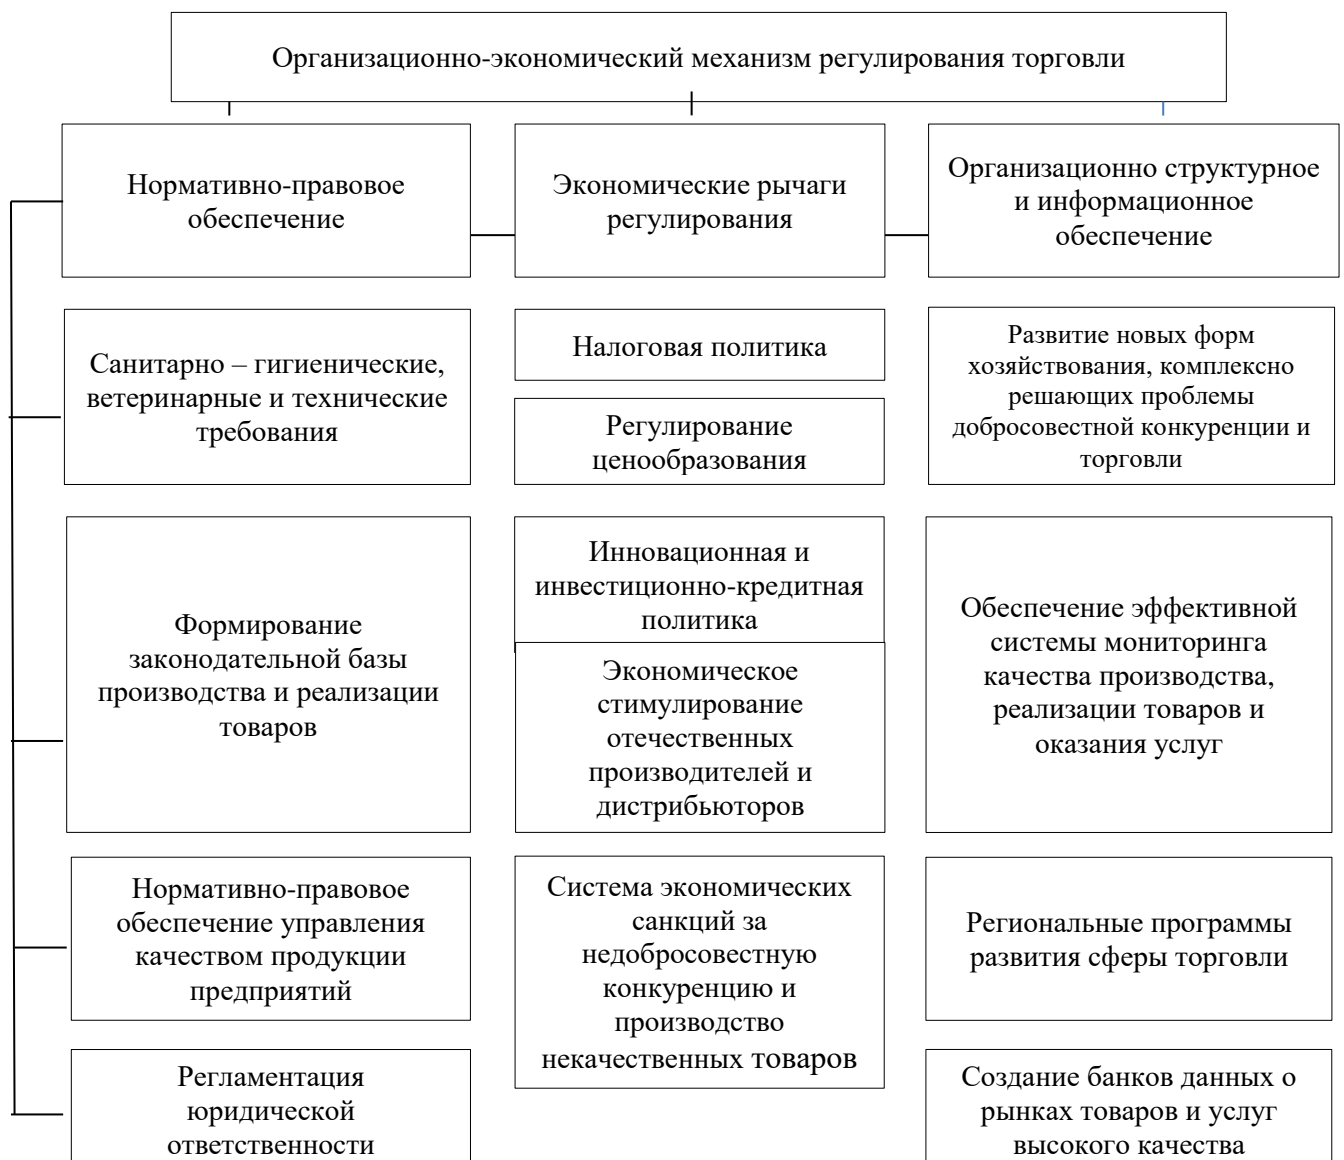 Организационно-экономический механизм регулирования торговли
Нормативно-правовое
обеспечение
Экономические рычаги
регулирования
Организационно структурное
и информационное
обеспечение
Санитарно – гигиенические,
ветеринарные и технические
требования
Налоговая политика
Регулирование
ценообразования
Развитие новых форм
хозяйствования, комплексно
решающих проблемы
добросовестной конкуренции и
торговли
Формирование
законодательной базы
производства и реализации
товаров
Инновационная и
инвестиционно-кредитная
политика
Экономическое
стимулирование
отечественных
производителей и
дистрибьюторов
Обеспечение эффективной
системы мониторинга
качества производства,
реализации товаров и
оказания услуг
Нормативно-правовое
обеспечение управления
качеством продукции
предприятий
Система экономических
санкций за
недобросовестную
конкуренцию и
производство
некачественных товаров
Региональные программы
развития сферы торговли
Регламентация
юридической
ответственности
Создание банков данных о
рынках товаров и услуг
высокого качества